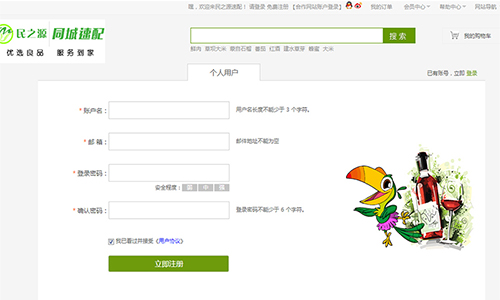 嗨，欢迎来民之源速配！请登录 免费注册 【合作网站账户登录】 我的订单 会员中心 帮助中心 网站导航
民之源 同城速配
优选良品 服务到家
搜 索
我的购物车
鲜肉 草坝大米 草百石榴 番茄 红酒 建水草芽 蜂蜜 大米
个人用户
已有账号，立即 登录
* 账户名：
用户名长度不能少于 3 个字符。
* 邮 箱：
邮件地址不能为空
* 登录密码：
安全程度： 弱 中 强
* 确认密码：
登录密码不能少于 6 个字符。
我已看过并接受《用户协议》
立即注册